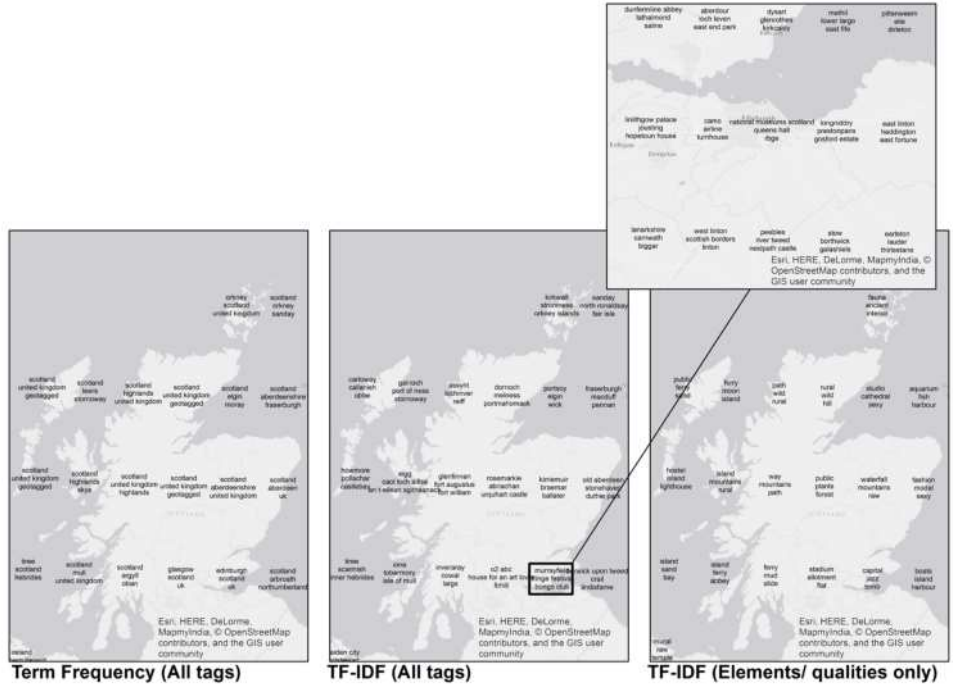 dunfermline abbey
lathalmond
saline
aberdour
loch leven
east end park
dysart
glenrothes
kirkcaldy
methil
lower largo
east fife
pittenweem
elie
dirleton
linlithgow palace
jousting
hopetoun house
airline
turnhouse
national museums scotland
queens hall
longniddry
prestonpans
gosford estate
east linton
haddington
east fortune
lanarkshire
carnwath
biggar
west linton
scottish borders
linton
peebles
river tweed
neidpath castle
stow
borthwick
galashiels
earlston
lauder
thirlestane
Esri, HERE, DeLorme, MapmyIndia, ©
OpenStreetMap contributors, and the
GIS user community
orkney
scotland
united kingdom
scotland
orkney
sanday
scotland
united kingdom
geotagged
scotland
lewis
stornoway
scotland
highlands
united kingdom
scotland
united kingdom
geotagged
scotland
elgin
moray
scotland
aberdeenshire
fraserburgh
scotland
united kingdom
geotagged
scotland
highlands
skye
scotland
united kingdom
highlands
scotland
united kingdom
geotagged
scotland
aberdeenshire
united kingdom
scotland
aberdeen
uk
tiree
scotland
hebrides
scotland
mull
united kingdom
scotland
argyll
oban
glasgow
scotland
uk
edinburgh
scotland
uk
scotland
arbroath
northumberland
Esri, HERE, DeLorme,
MapmyIndia, © OpenStreetMap
contributors, and the GIS user
community
ireland
Term Frequency (All tags)
kirkwall
stromness
orkney islands
sanday
north ronaldsay
fair isle
carloway
callanish
port of ness
stornoway
assynt
lochinver
reiff
dornoch
melness
portmahomack
portsoy
elgin
wick
fraserburgh
macduff
pennan
howmore
pollachar
castlebay
eigg
glenfinnan
fort augustus
fort william
rosemarkie
abriachan
urquhart castle
kirriemuir
braemar
ballater
old aberdeen
stonehaven
duthie park
tiree
scarinish
inner hebrides
iona
tobermory
isle of mull
inveraray
cowal
largs
o2 abc
house for an art lover
murrayfield
fringe festival
bongo club
berwick upon tweed
crail
lindisfarne
Esri, HERE, DeLorme,
MapmyIndia, © OpenStreetMap
contributors, and the GIS user
community
TF-IDF (All tags)
fauna
ancient
interest
public
ferry
sand
ferry
moon
island
path
wild
rural
rural
wild
hill
studio
cathedral
sexy
aquarium
fish
harbour
hostel
island
lighthouse
island
mountains
rural
way
mountains
path
public
plants
forest
waterfall
mountains
raw
fashion
model
sexy
island
sand
bay
island
ferry
abbey
ferry
mud
slide
stadium
allotment
flat
capital
jazz
tomb
boats
island
harbour
mural
raw
Esri, HERE, DeLorme,
MapmyIndia, © OpenStreetMap
contributors, and the GIS user
community
TF-IDF (Elements/ qualities only)